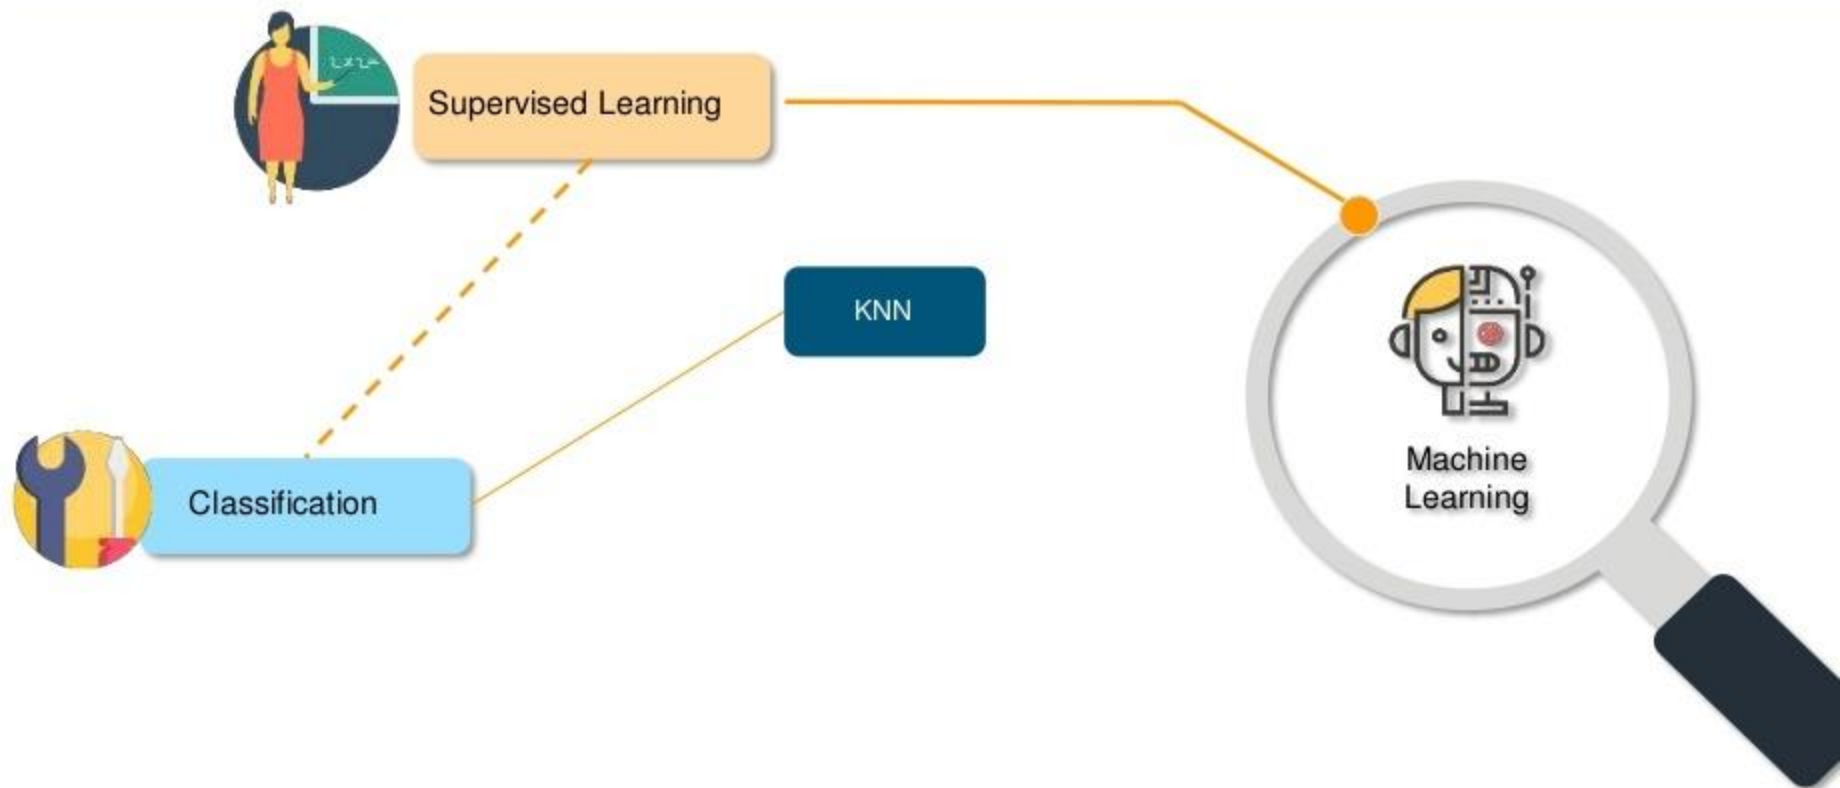 Supervised Learning
KNN
Classification
Machine
Learning